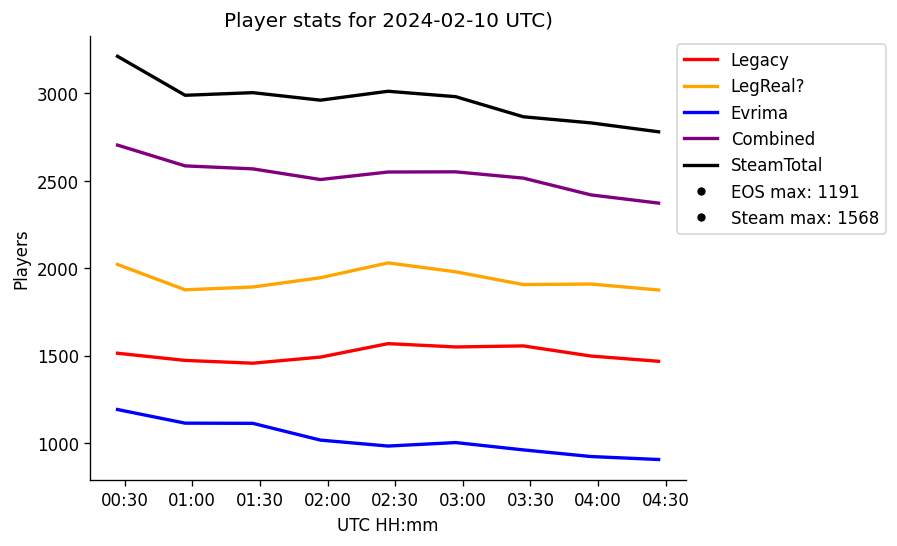 Player stats for 2024-02-10 UTC)
Players
3000
2500
2000
1500
1000
00:30 01:00 01:30 02:00 02:30 03:00 03:30 04:00 04:30
UTC HH:mm
Legacy
LegReal?
Evrima
Combined
SteamTotal
EOS max: 1191
Steam max: 1568